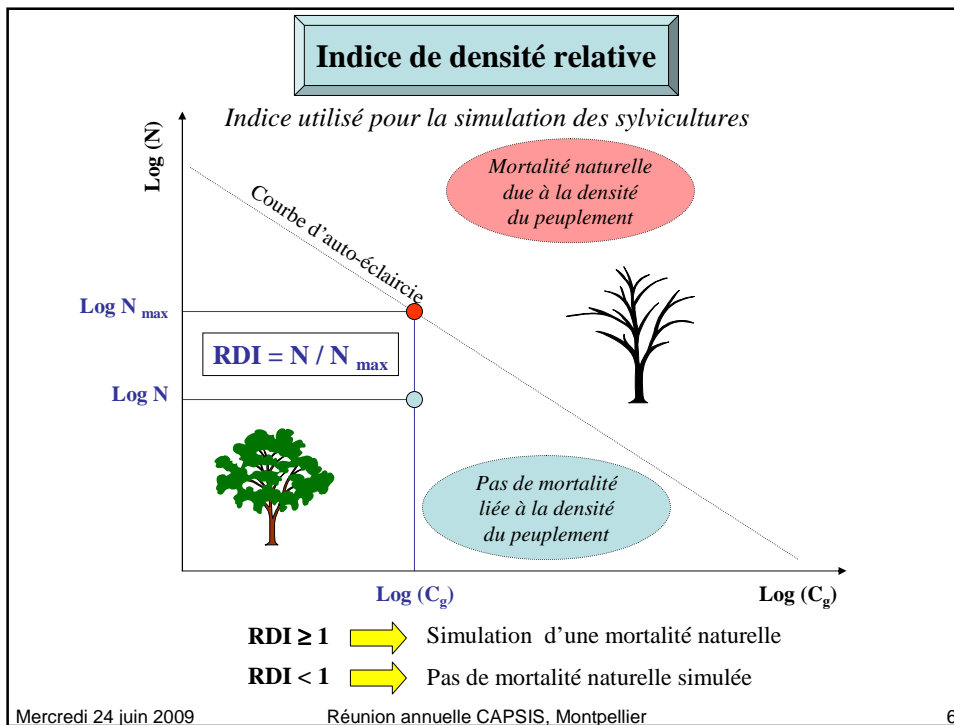 Indice de densité relative
Indice utilisé pour la simulation des sylvicultures
Log (N)
Mortalité naturelle
due à la densité
du peuplement
Courbe d'auto-éclaircie
Log N max
RDI = N / N max
Log N
Pas de mortalité
liée à la densité
du peuplement
Log (Cg)
Log (Cg)
RDI ≥ 1 Simulation d'une mortalité naturelle
RDI < 1 Pas de mortalité naturelle simulée
Mercredi 24 juin 2009 Réunion annuelle CAPSIS, Montpellier 6